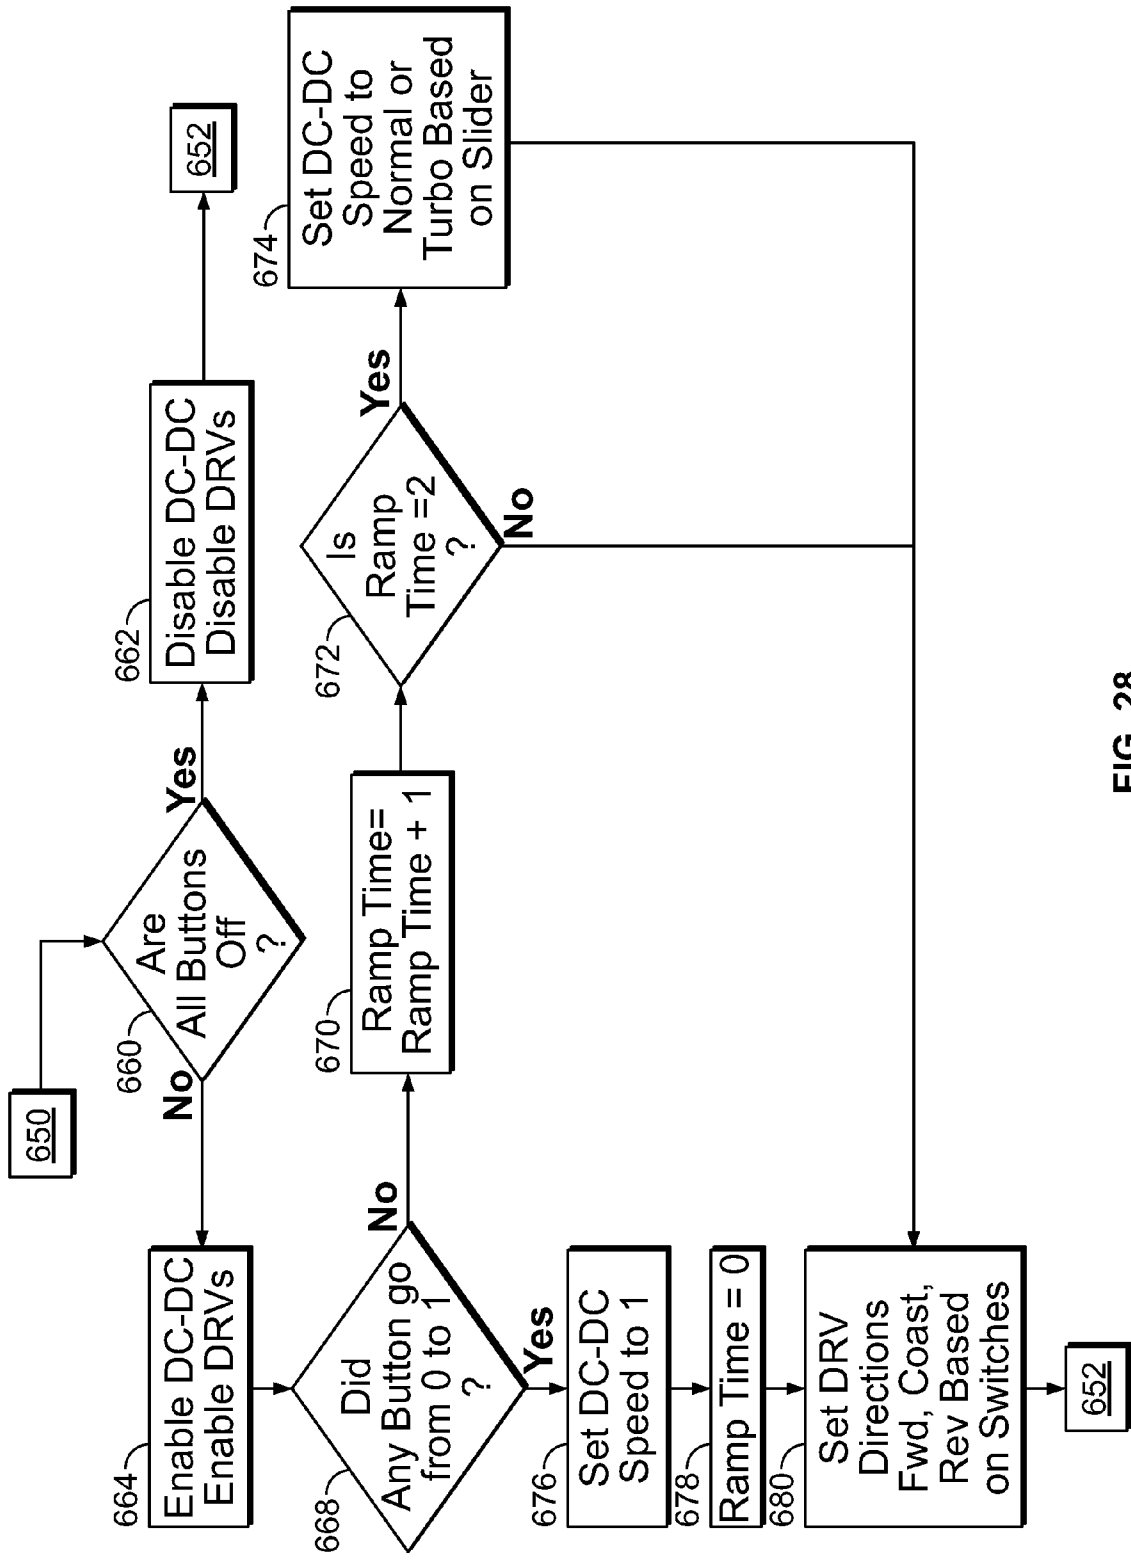 650
660
Are
All Buttons
Off
?
Yes
No
662
Disable DC-DC
Disable DRVs
652
664
Enable DC-DC
Enable DRVs
668
Did
Any Button go
from 0 to 1
?
No
Yes
670
Ramp Time=
Ramp Time + 1
672
Is
Ramp
Time =2
?
Yes
No
674
Set DC-DC
Speed to
Normal or
Turbo Based
on Slider
676
Set DC-DC
Speed to 1
678
Ramp Time = 0
680
Set DRV
Directions
Fwd, Coast,
Rev Based
on Switches
652
FIG. 28